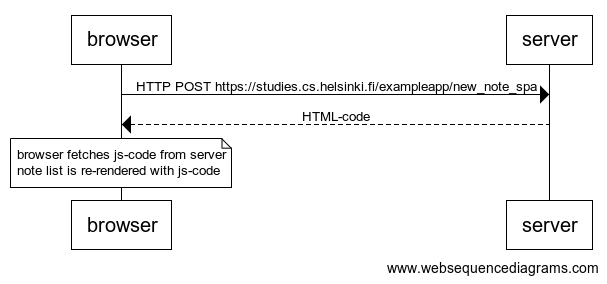 browser
server
HTTP POST https://studies.cs.helsinki.fi/exampleapp/new_note_spa
HTML-code
browser fetches js-code from server
note list is re-rendered with js-code
browser
server
www.websequencediagrams.com